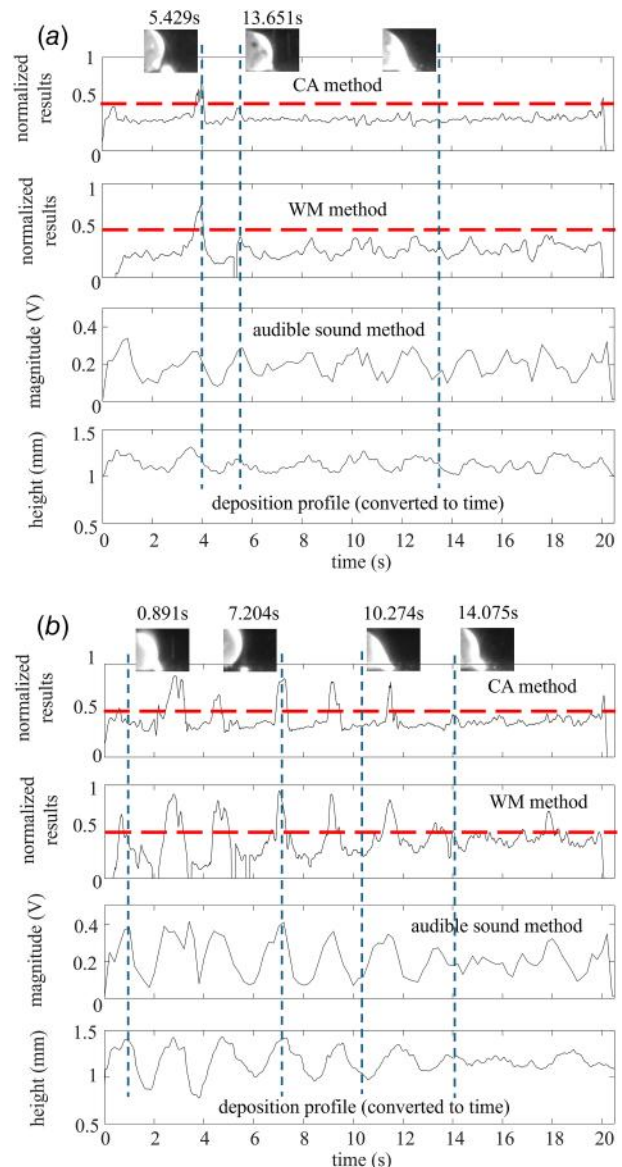 (a)
5.429s 13.651s
normalized results
1
0.5
0
CA method
normalized results
1
0.5
0
WM method
magnitude (V)
0.4
0.2
0
audible sound method
height (mm)
1.5
1
0.5
deposition profile (converted to time)
0 2 4 6 8 10 12 14 16 18 20
time (s)
(b)
0.891s 7.204s 10.274s 14.075s
normalized results
1
0.5
0
CA method
normalized results
1
0.5
0
WM method
magnitude (V)
0.4
0.2
0
audible sound method
height (mm)
1.5
1
0.5
deposition profile (converted to time)
0 2 4 6 8 10 12 14 16 18 20
time (s)